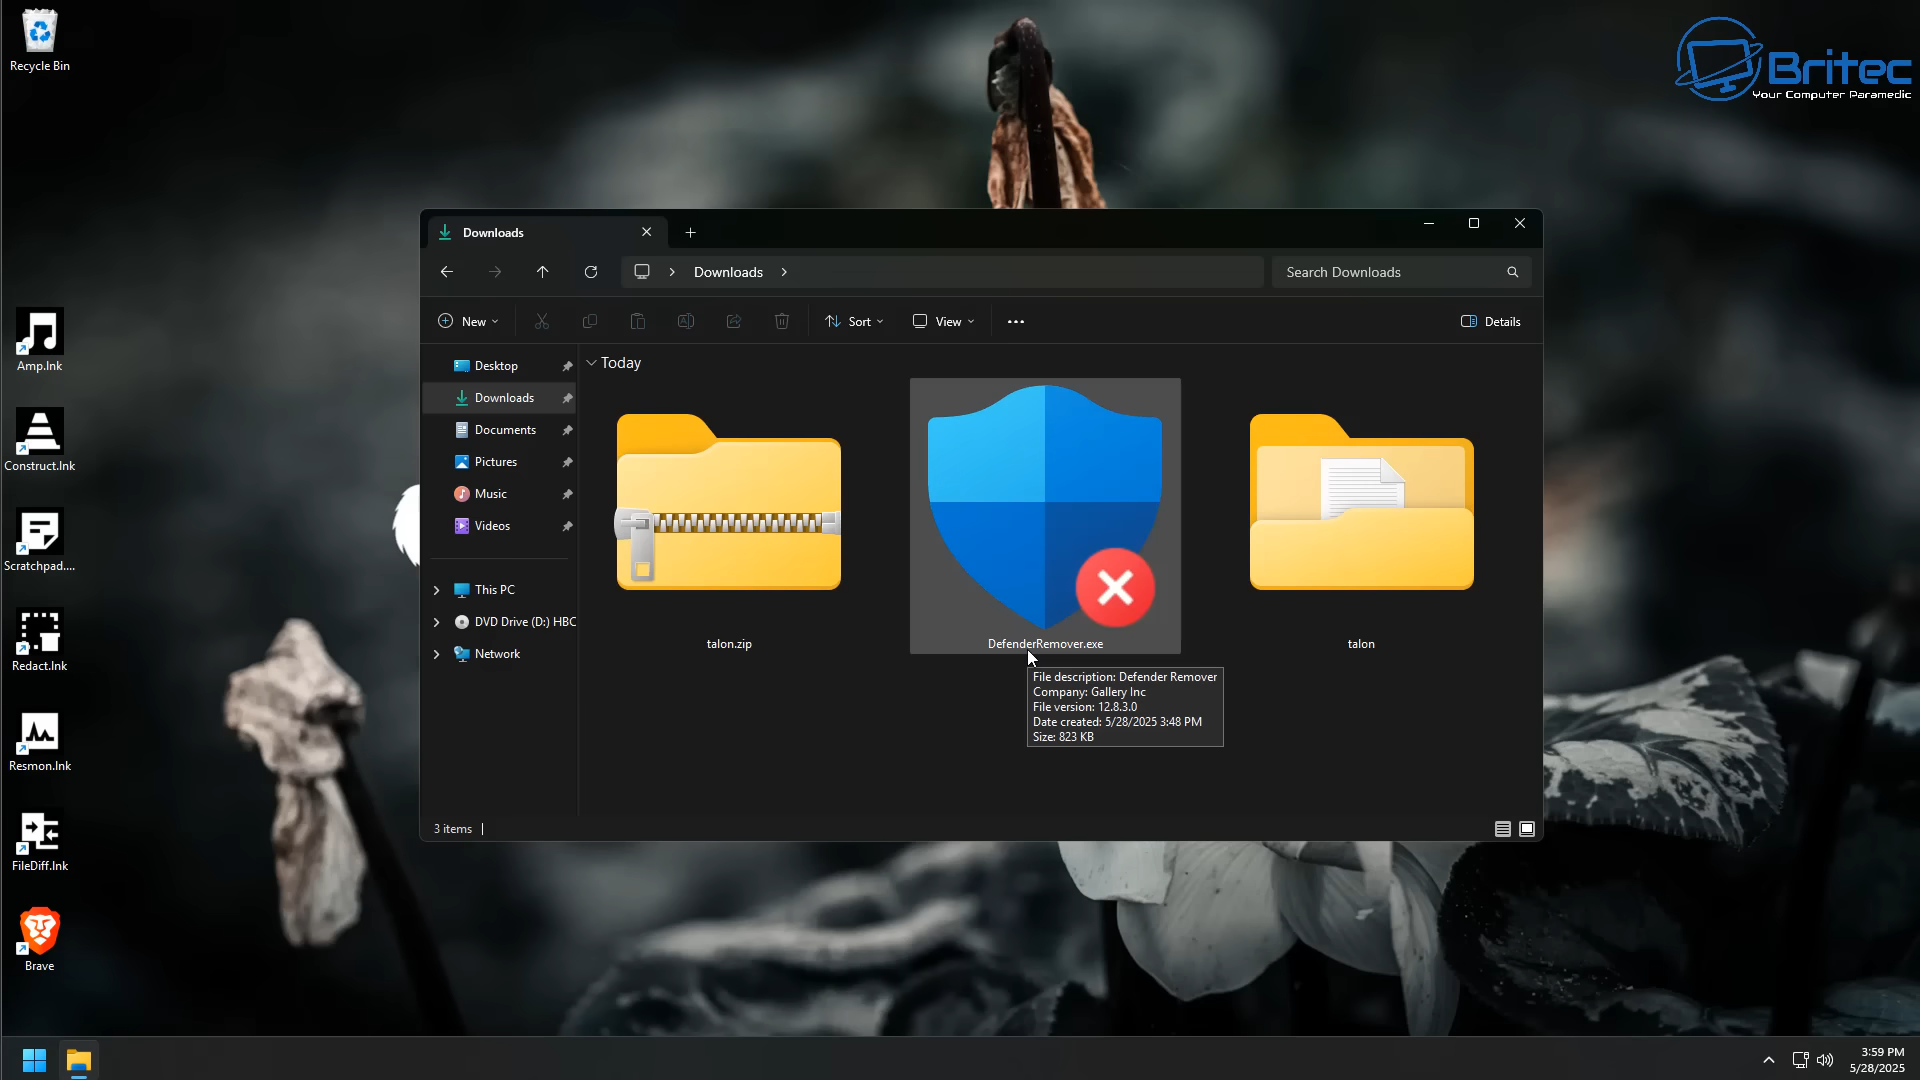 Recycle Bin
Britec
Your Computer Paramedic
Downloads
Downloads
Search Downloads
New
Sort
View
Details
Desktop
Downloads
Documents
Pictures
Music
Videos
This PC
DVD Drive (D:) HBC
Network
Today
talon.zip
DefenderRemover.exe
talon
File description: Defender Remover
Company: Gallery Inc
File version: 12.8.3.0
Date created: 5/28/2025 3:48 PM
Size: 823 KB
3 items
Amp.lnk
Construct.lnk
Scratchpad....
Redact.lnk
Resmon.lnk
FileDiff.lnk
Brave
3:59 PM
5/28/2025